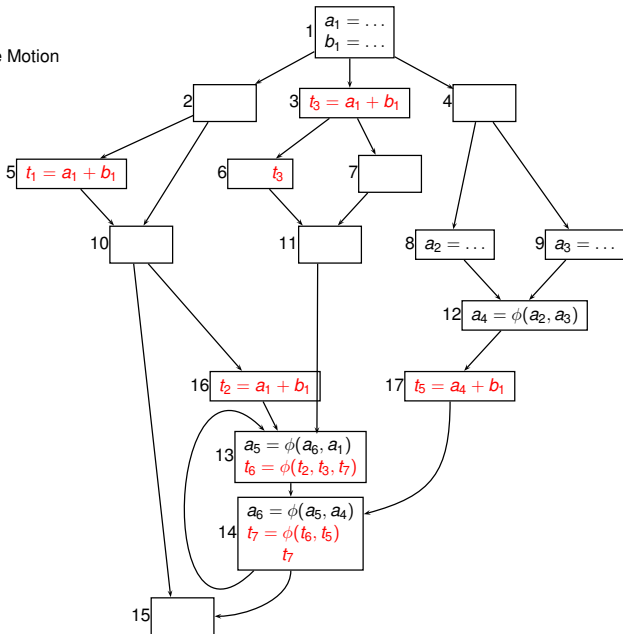 1
a₁ = …
b₁ = …
e Motion
2
3
t₃ = a₁ + b₁
4
5
t₁ = a₁ + b₁
6
t₃
7
10
11
8
a₂ = …
9
a₃ = …
12
a₄ = ϕ(a₂, a₃)
16
t₂ = a₁ + b₁
17
t₅ = a₄ + b₁
13
a₅ = ϕ(a₆, a₁)
t₆ = ϕ(t₂, t₃, t₇)
14
a₆ = ϕ(a₅, a₄)
t₇ = ϕ(t₆, t₅)
t₇
15